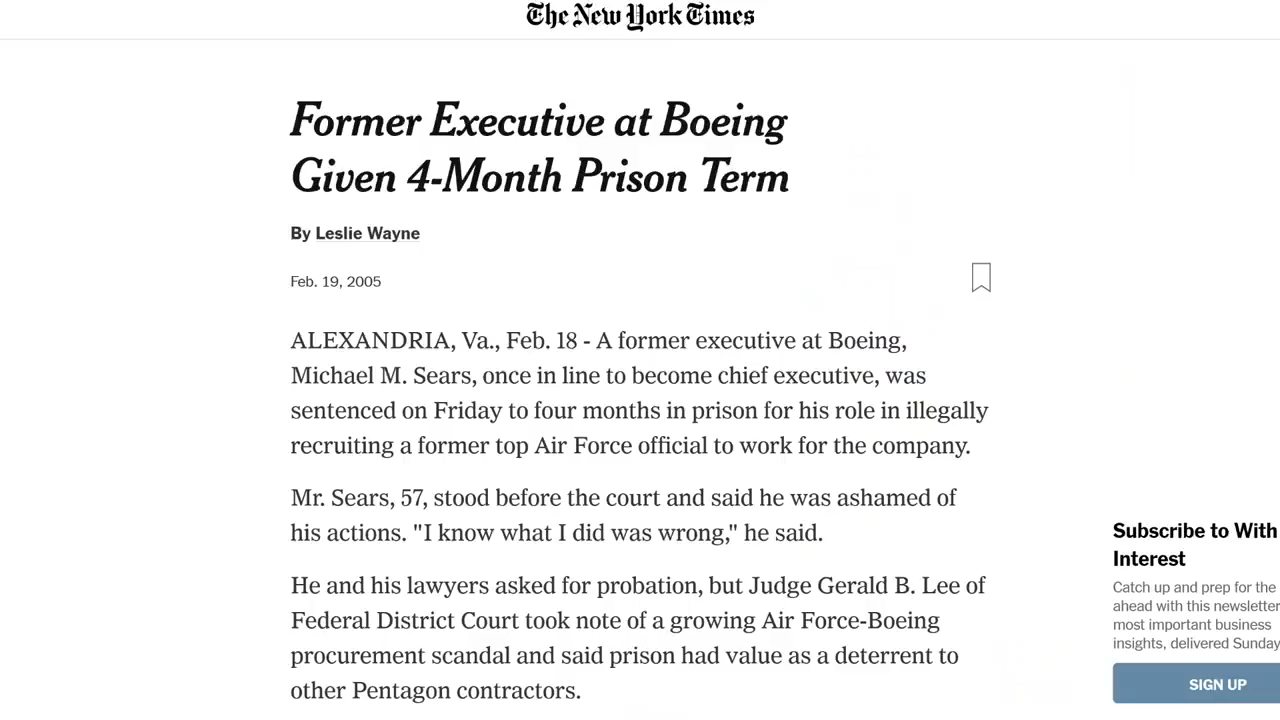 The New York Times
Former Executive at Boeing
Given 4-Month Prison Term
By Leslie Wayne
Feb. 19, 2005
ALEXANDRIA, Va., Feb. 18 - A former executive at Boeing,
Michael M. Sears, once in line to become chief executive, was
sentenced on Friday to four months in prison for his role in illegally
recruiting a former top Air Force official to work for the company.
Mr. Sears, 57, stood before the court and said he was ashamed of
his actions. "I know what I did was wrong," he said.
He and his lawyers asked for probation, but Judge Gerald B. Lee of
Federal District Court took note of a growing Air Force-Boeing
procurement scandal and said prison had value as a deterrent to
other Pentagon contractors.
Subscribe to With
Interest
Catch up and prep for the
ahead with this newsletter
most important business
insights, delivered Sunday
SIGN UP